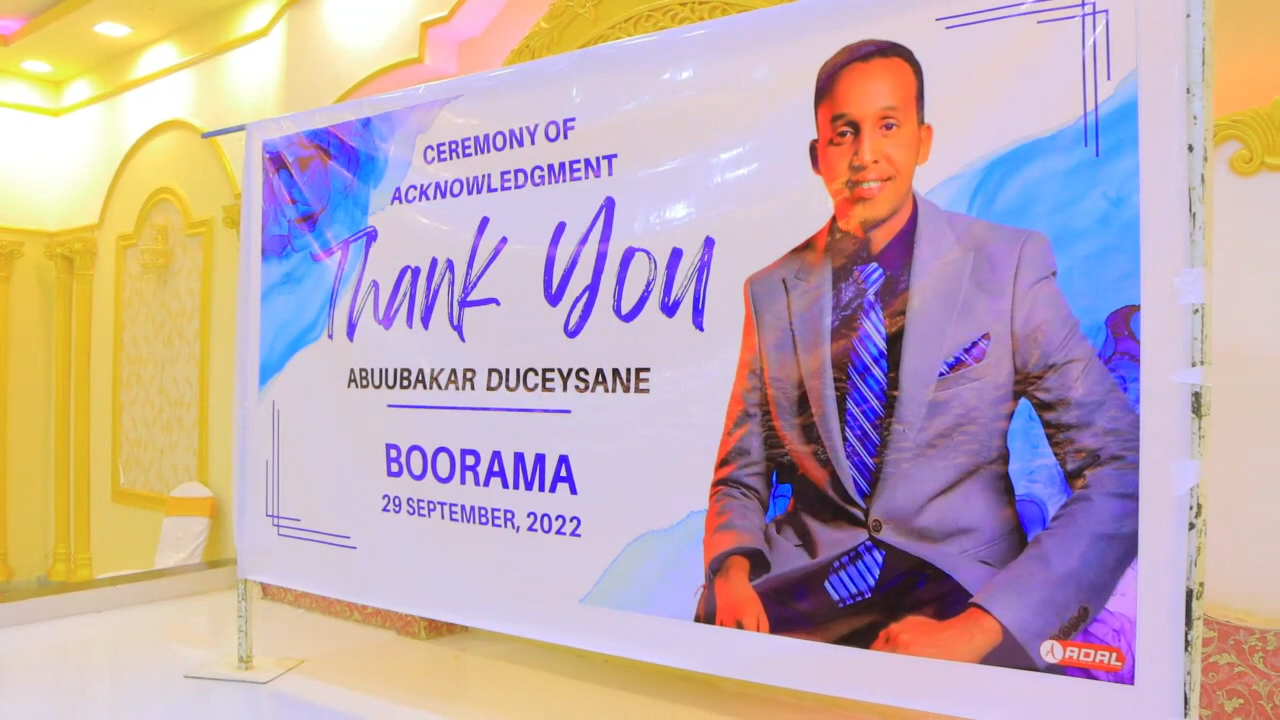 CEREMONY OF
ACKNOWLEDGMENT
Thank You
ABUUBAKAR DUCEYSANE
BOORAMA
29 SEPTEMBER, 2022
ADAL